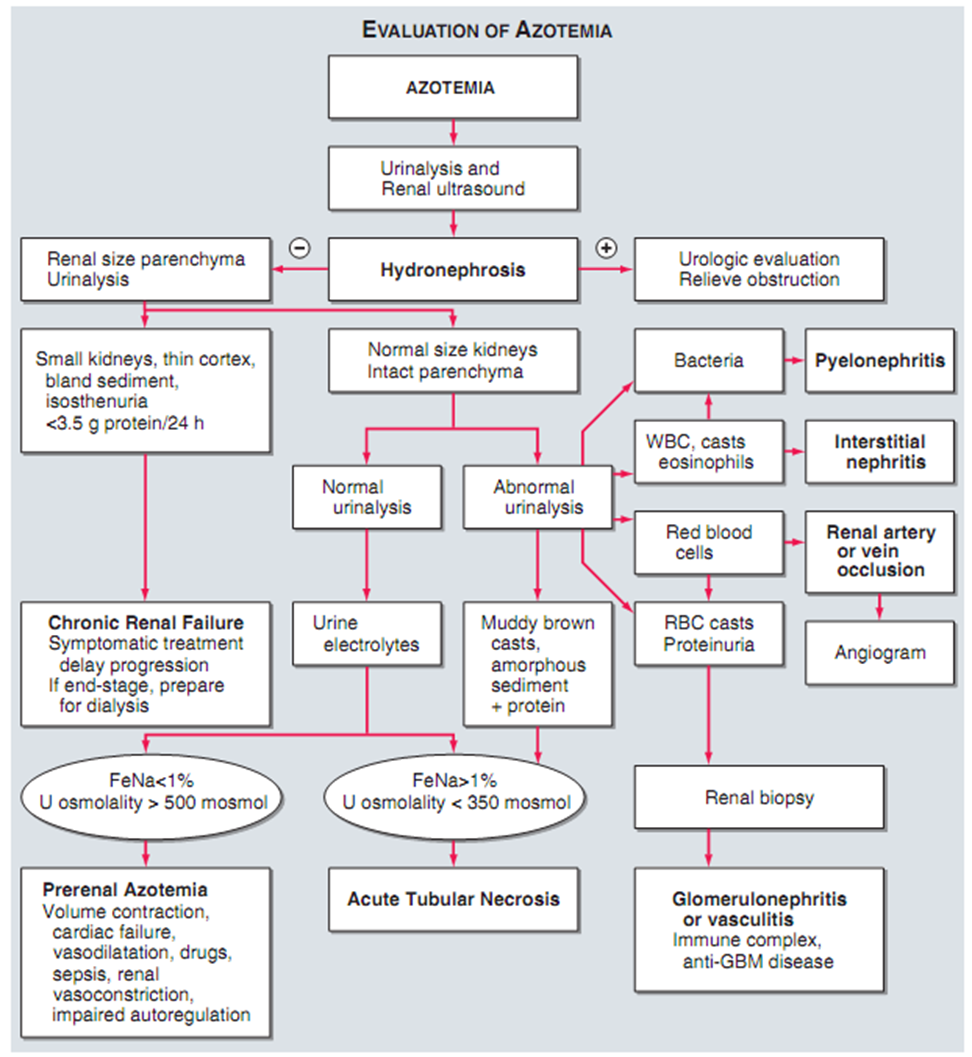 EVALUATION OF AZOTEMIA
AZOTEMIA
Urinalysis and
Renal ultrasound
Renal size parenchyma
Urinalysis
−
Hydronephrosis
+
Urologic evaluation
Relieve obstruction
Small kidneys, thin cortex,
bland sediment,
isosthenuria
<3.5 g protein/24 h
Normal size kidneys
Intact parenchyma
Bacteria
Pyelonephritis
WBC, casts
eosinophils
Interstitial
nephritis
Normal
urinalysis
Abnormal
urinalysis
Red blood
cells
Renal artery
or vein
occlusion
Chronic Renal Failure
Symptomatic treatment
delay progression
If end-stage, prepare
for dialysis
Urine
electrolytes
Muddy brown
casts,
amorphous
sediment
+ protein
RBC casts
Proteinuria
Angiogram
FeNa<1%
U osmolality > 500 mosmol
FeNa>1%
U osmolality < 350 mosmol
Renal biopsy
Prerenal Azotemia
Volume contraction,
cardiac failure,
vasodilatation, drugs,
sepsis, renal
vasoconstriction,
impaired autoregulation
Acute Tubular Necrosis
Glomerulonephritis
or vasculitis
Immune complex,
anti-GBM disease